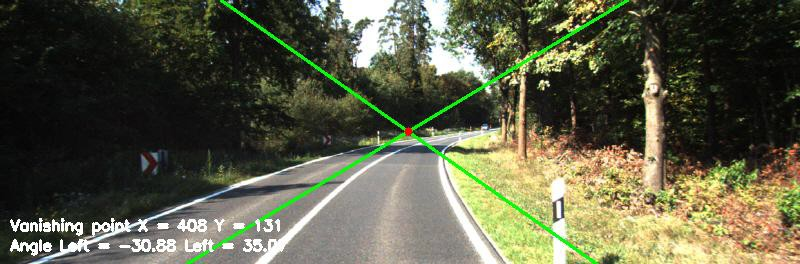 Vanishing point X = 408 Y = 131
Angle Left = -30.88 Left = 35.07